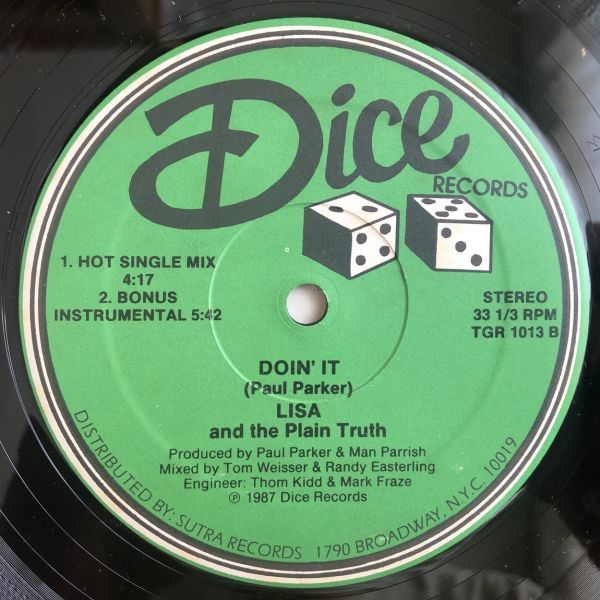 Dice
RECORDS
1. HOT SINGLE MIX
4:17
2. BONUS
INSTRUMENTAL 5:42
STEREO
33 1/3 RPM
TGR 1013 B
DOIN' IT
(Paul Parker)
LISA
and the Plain Truth
Produced by Paul Parker & Man Parrish
Mixed by Tom Weisser & Randy Easterling
Engineer: Thom Kidd & Mark Fraze
℗ 1987 Dice Records
DISTRIBUTED BY: SUTRA RECORDS 1790 BROADWAY, N.Y.C. 10019